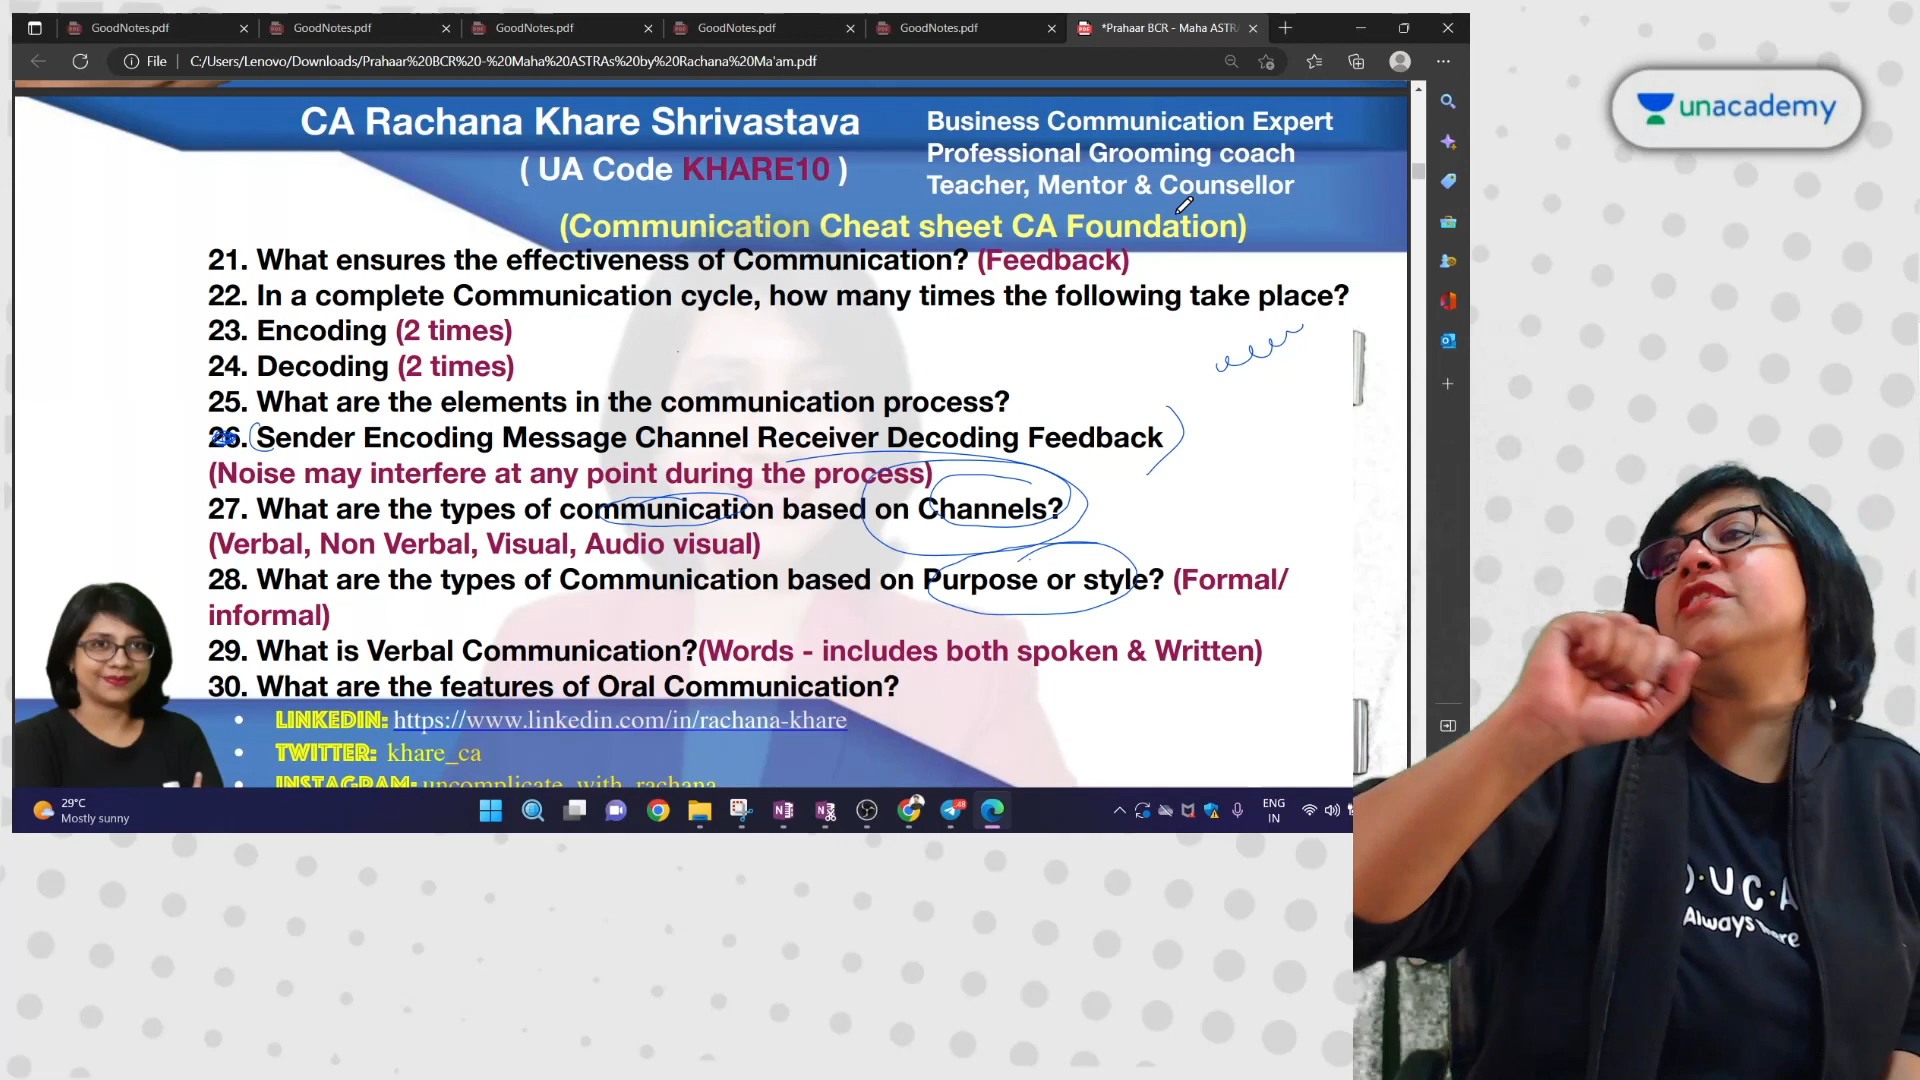 GoodNotes.pdf
GoodNotes.pdf
GoodNotes.pdf
GoodNotes.pdf
GoodNotes.pdf
*Prahaar BCR - Maha ASTRA
File
C:/Users/Lenovo/Downloads/Prahaar%20BCR%20-%20Maha%20ASTRAs%20by%20Rachana%20Ma'am.pdf
CA Rachana Khare Shrivastava
( UA Code KHARE10 )
Business Communication Expert
Professional Grooming coach
Teacher, Mentor & Counsellor
(Communication Cheat sheet CA Foundation)
21. What ensures the effectiveness of Communication? (Feedback)
22. In a complete Communication cycle, how many times the following take place?
23. Encoding (2 times)
24. Decoding (2 times)
25. What are the elements in the communication process?
26. Sender Encoding Message Channel Receiver Decoding Feedback
(Noise may interfere at any point during the process)
27. What are the types of communication based on Channels?
(Verbal, Non Verbal, Visual, Audio visual)
28. What are the types of Communication based on Purpose or style? (Formal/
informal)
29. What is Verbal Communication?(Words - includes both spoken & Written)
30. What are the features of Oral Communication?
• LINKEDIN: https://www.linkedin.com/in/rachana-khare
• TWITTER: khare_ca
• INSTAGRAM: uncomplicate_with_rachana
29°C
Mostly sunny
48
ENG
IN
unacademy
Always